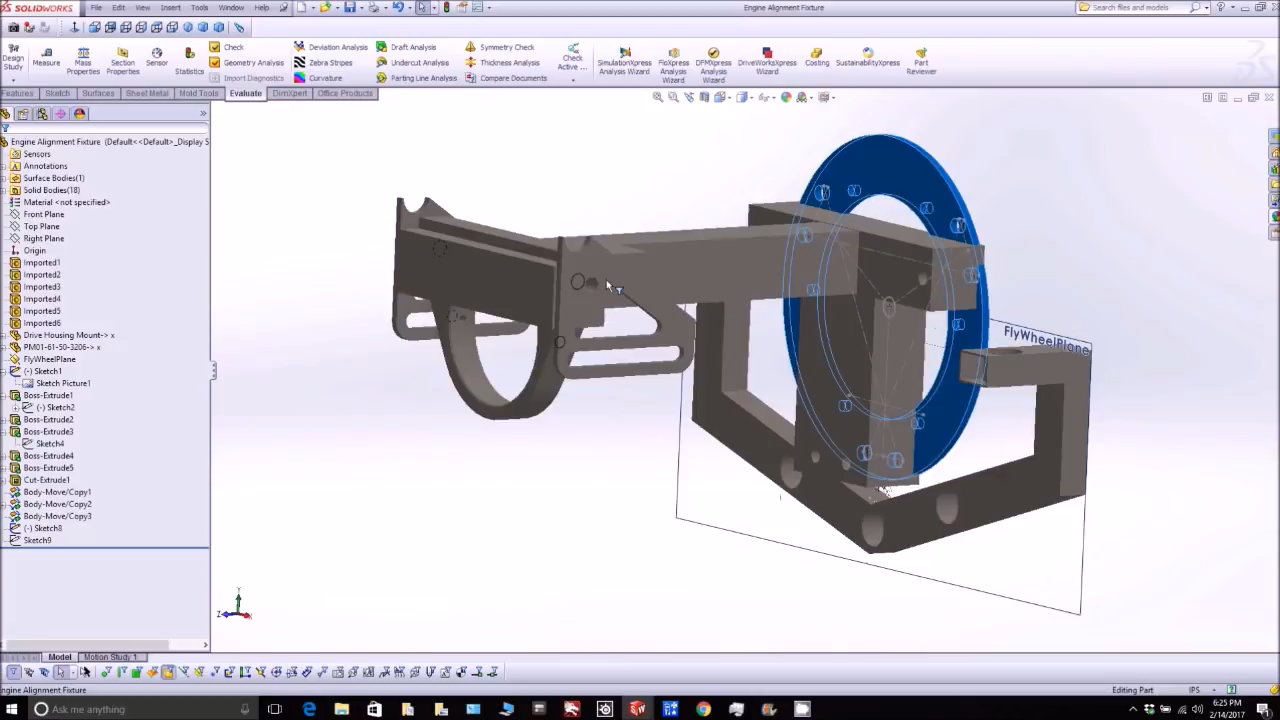 SOLIDWORKS File Edit View Insert Tools Window Help Engine Alignment Fixture Search files and models
Design Study
Measure
Mass Properties
Section Properties
Sensor
Statistics
Check
Geometry Analysis
Import Diagnostics
Deviation Analysis
Zebra Stripes
Curvature
Draft Analysis
Undercut Analysis
Parting Line Analysis
Symmetry Check
Thickness Analysis
Compare Documents
Check Active ...
SimulationXpress Analysis Wizard
FloXpress Analysis Wizard
DFMXpress Analysis Wizard
DriveWorksXpress Wizard
Costing
SustainabilityXpress
Part Reviewer
Features Sketch Surfaces Sheet Metal Mold Tools Evaluate DimXpert Office Products
Engine Alignment Fixture (Default<<Default>_Display S
Sensors
Annotations
Surface Bodies(1)
Solid Bodies(18)
Material <not specified>
Front Plane
Top Plane
Right Plane
Origin
Imported1
Imported2
Imported3
Imported4
Imported5
Imported6
Drive Housing Mount-> x
PM01-61-50-3206-> x
FlyWheelPlane
(-) Sketch1
Sketch Picture1
Boss-Extrude1
(-) Sketch2
Boss-Extrude2
Boss-Extrude3
Sketch4
Boss-Extrude4
Boss-Extrude5
Cut-Extrude1
Body-Move/Copy1
Body-Move/Copy2
Body-Move/Copy3
(-) Sketch8
Sketch9
FlyWheelPlane
Y
Z
X
Model Motion Study 1
Engine Alignment Fixture Editing Part IPS
Ask me anything
6:25 PM
2/14/2017